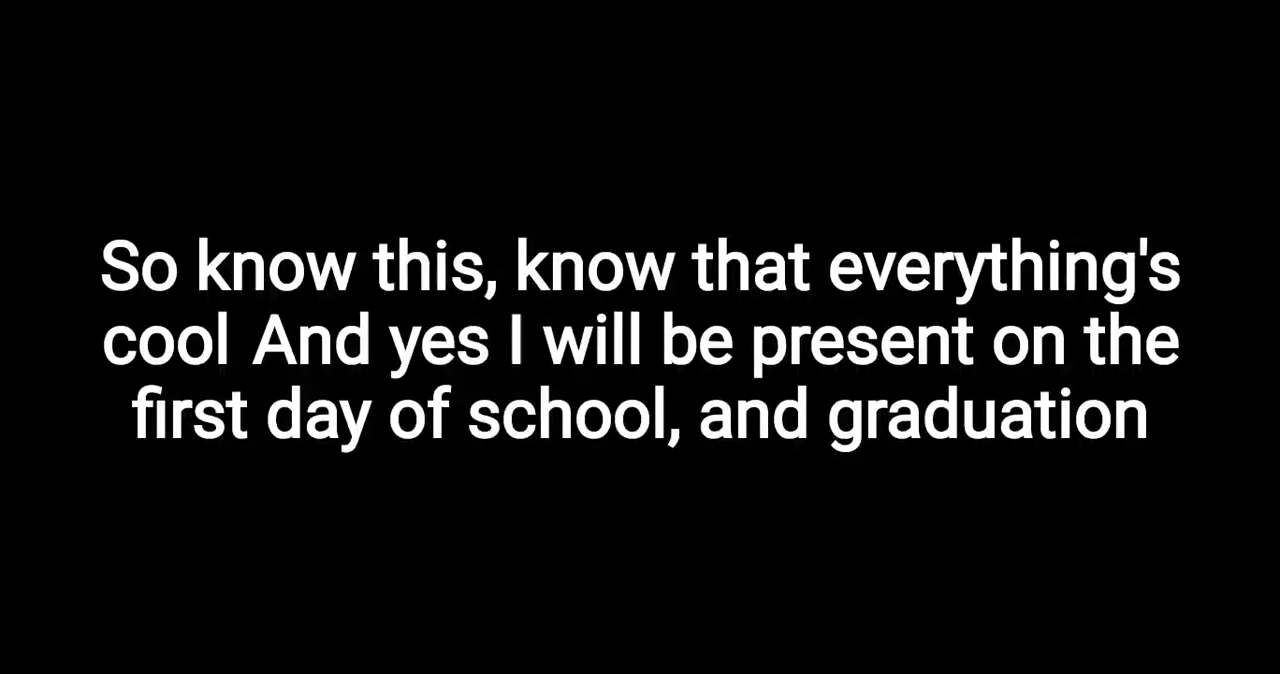 So know this, know that everything's
cool And yes I will be present on the
first day of school, and graduation